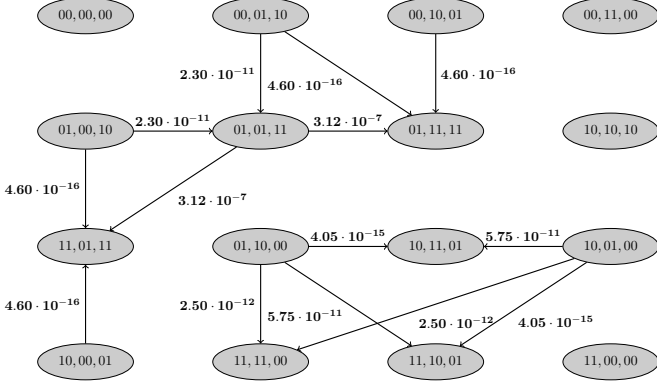 00, 00, 00
00, 01, 10
00, 10, 01
00, 11, 00
2.30 · 10⁻¹¹
4.60 · 10⁻¹⁶
4.60 · 10⁻¹⁶
01, 00, 10
2.30 · 10⁻¹¹
01, 01, 11
3.12 · 10⁻⁷
01, 11, 11
10, 10, 10
4.60 · 10⁻¹⁶
3.12 · 10⁻⁷
11, 01, 11
01, 10, 00
4.05 · 10⁻¹⁵
10, 11, 01
5.75 · 10⁻¹¹
10, 01, 00
4.60 · 10⁻¹⁶
2.50 · 10⁻¹²
5.75 · 10⁻¹¹
2.50 · 10⁻¹²
4.05 · 10⁻¹⁵
10, 00, 01
11, 11, 00
11, 10, 01
11, 00, 00